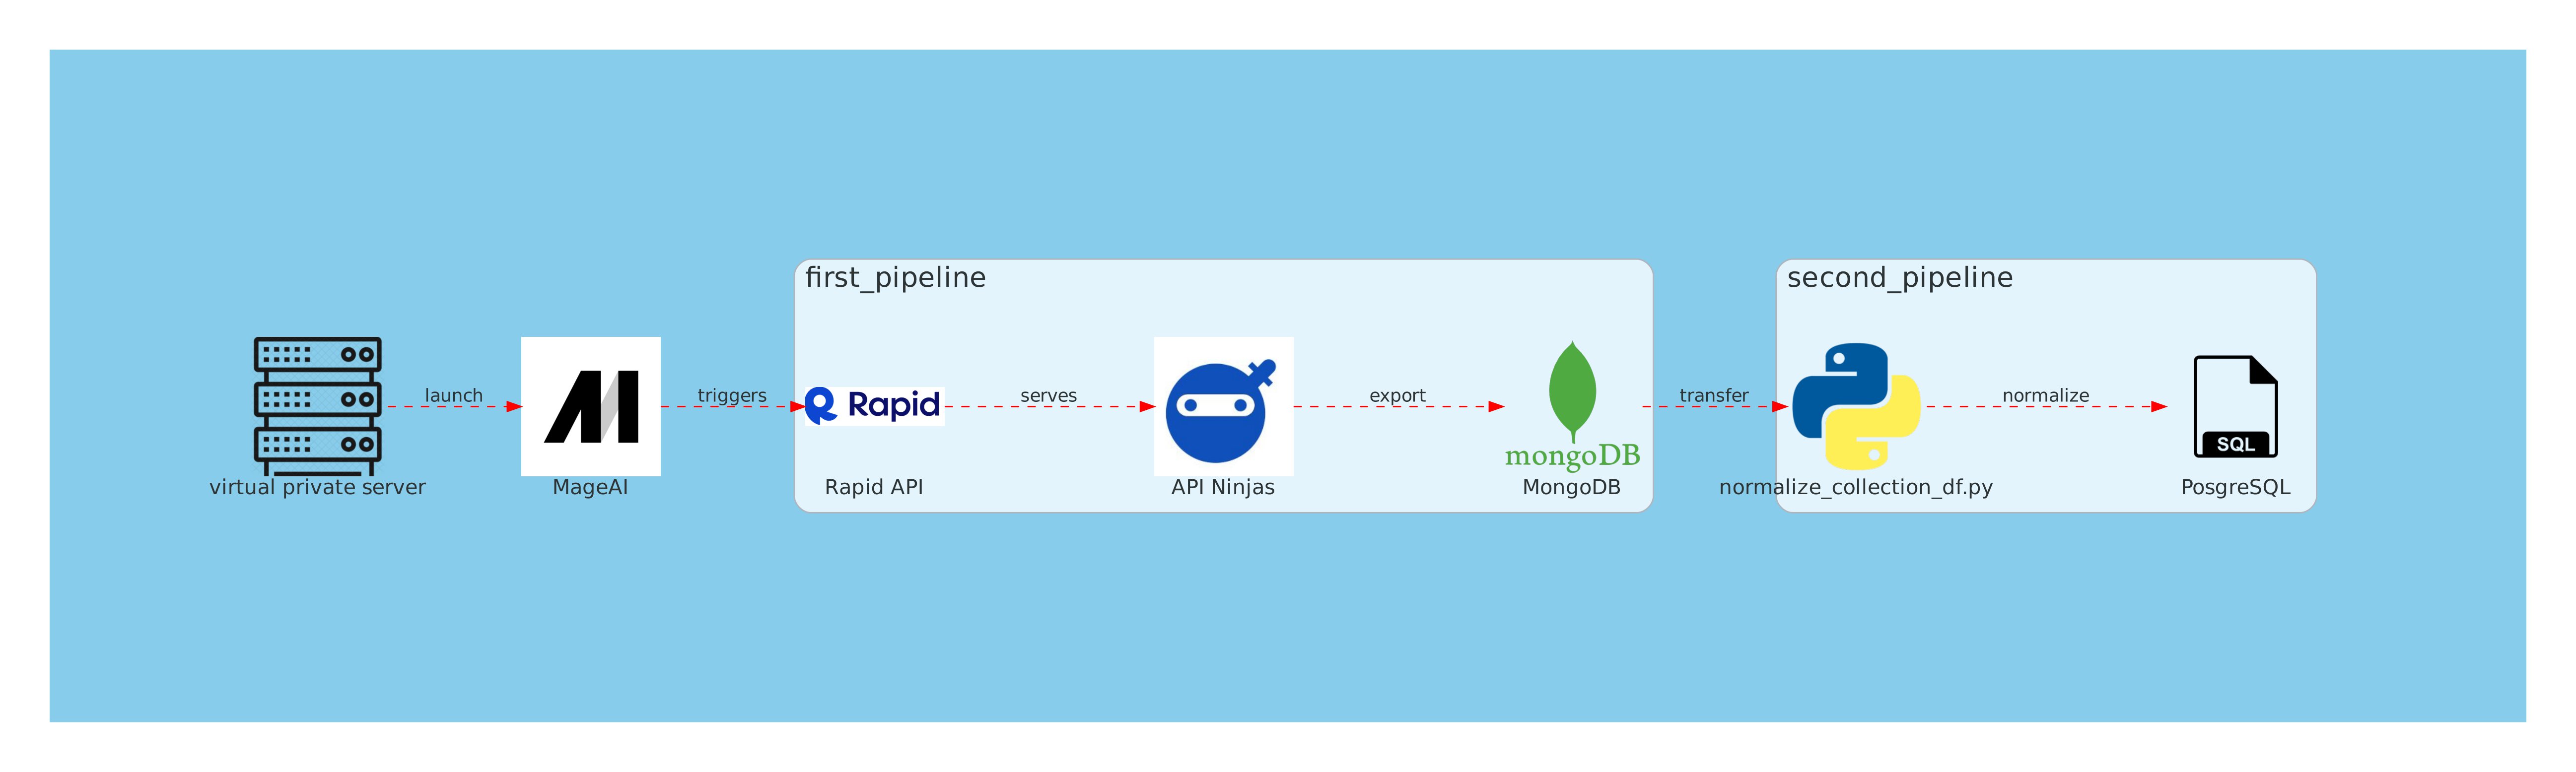 first_pipeline
second_pipeline
launch
triggers
Rapid
serves
export
mongoDB
transfer
normalize
SQL
virtual private server
MageAI
Rapid API
API Ninjas
MongoDB
normalize_collection_df.py
PosgreSQL